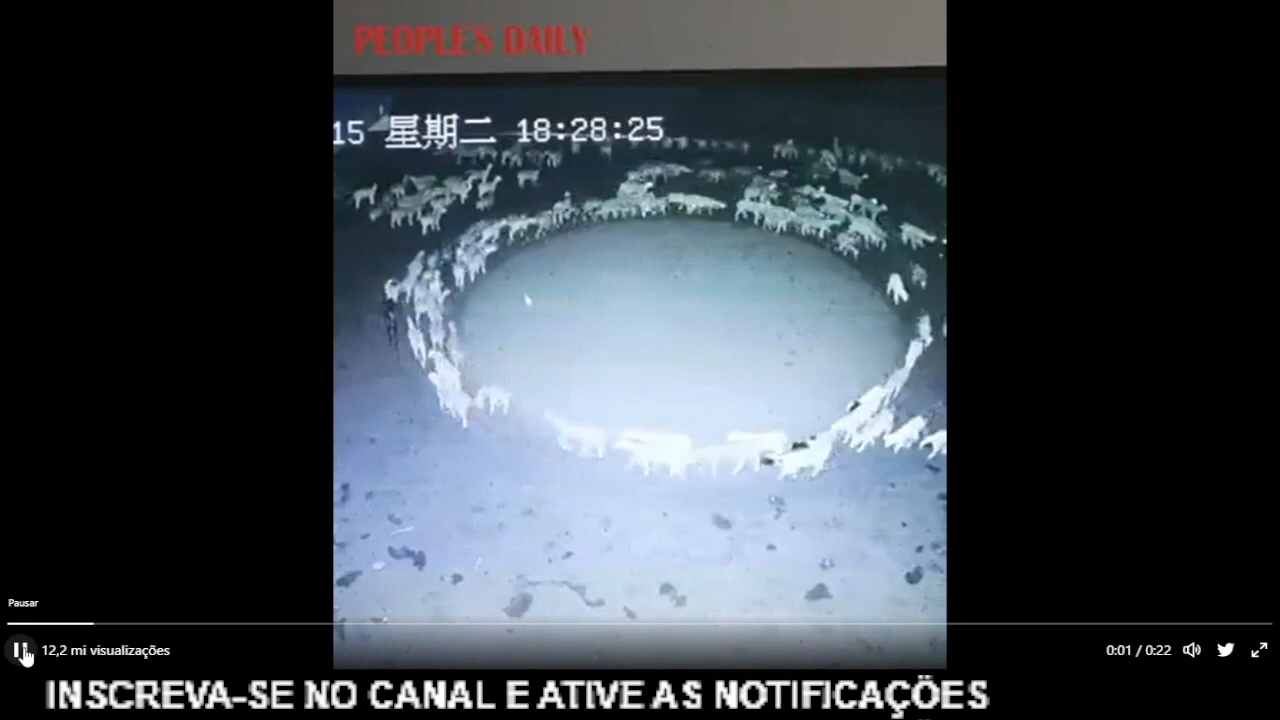 PEOPLE'S DAILY
15 星期二 18:28:25
Pausar
12,2 mi visualizações
0:01 / 0:22
INSCREVA-SE NO CANAL E ATIVE AS NOTIFICAÇÕES